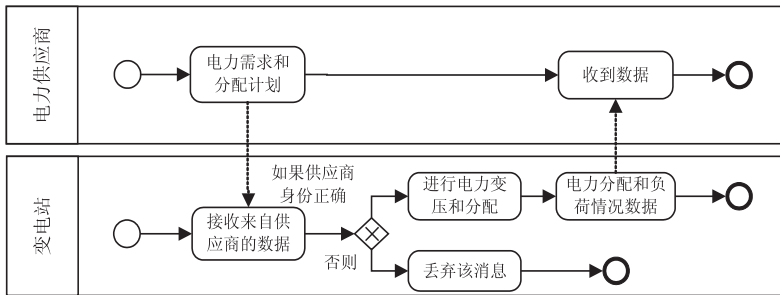 电力供应商
电力需求和
分配计划
收到数据
变电站
如果供应商
身份正确
接收来自供
应商的数据
否则
进行电力变
压和分配
电力分配和负
荷情况数据
丢弃该消息